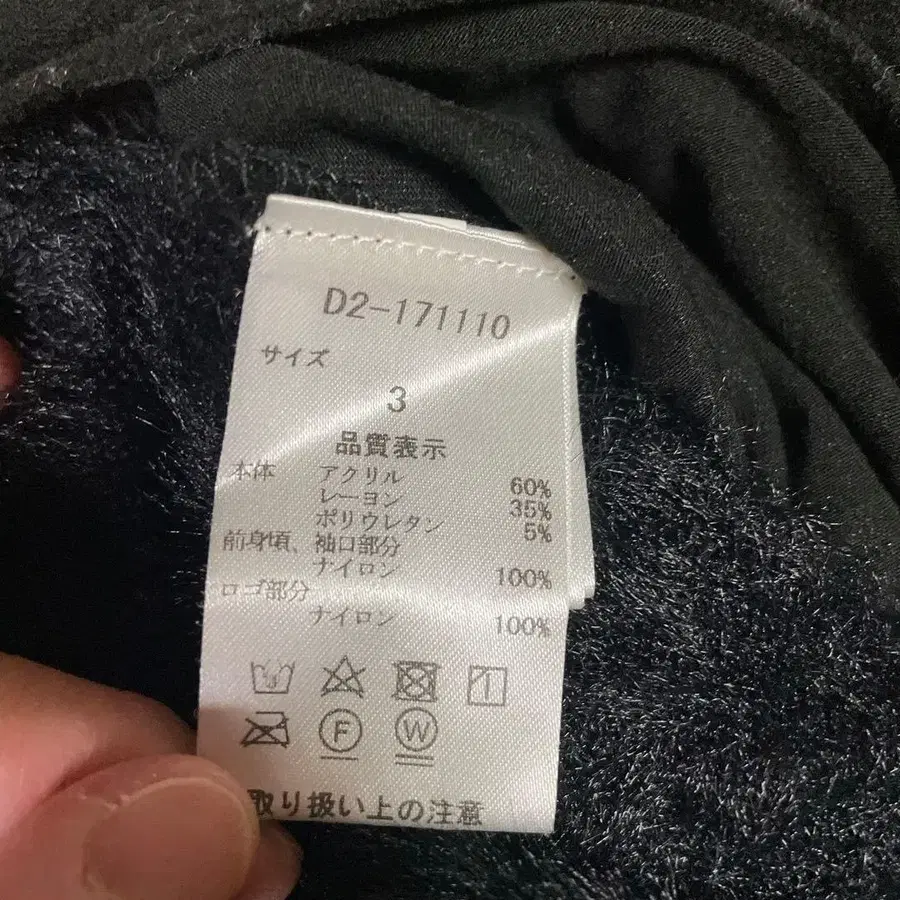 D2-171110
サイズ
3
品質表示
本体 アクリル 60%
レーヨン 35%
ポリウレタン 5%
前身頃、袖口部分
ナイロン 100%
ロゴ部分
ナイロン 100%
F W
取り扱い上の注意